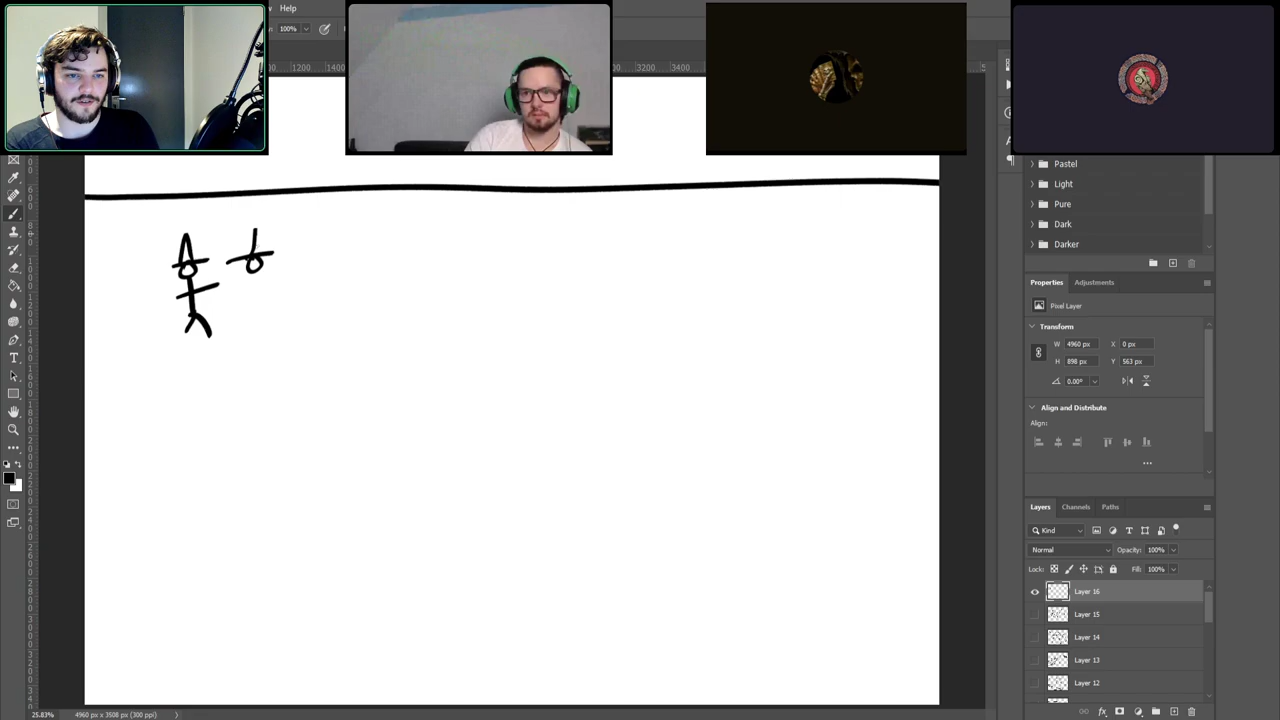 Help
100%
1200 1400 3200 3400
Pastel
Light
Pure
Dark
Darker
Properties Adjustments
Pixel Layer
Transform
W 4960 px X 0 px
H 898 px Y 563 px
0.00°
Align and Distribute
Align:
Layers Channels Paths
Kind
Normal Opacity: 100%
Lock: Fill: 100%
Layer 16
Layer 15
Layer 14
Layer 13
Layer 12
25.83% 4960 px x 3508 px (300 ppi)